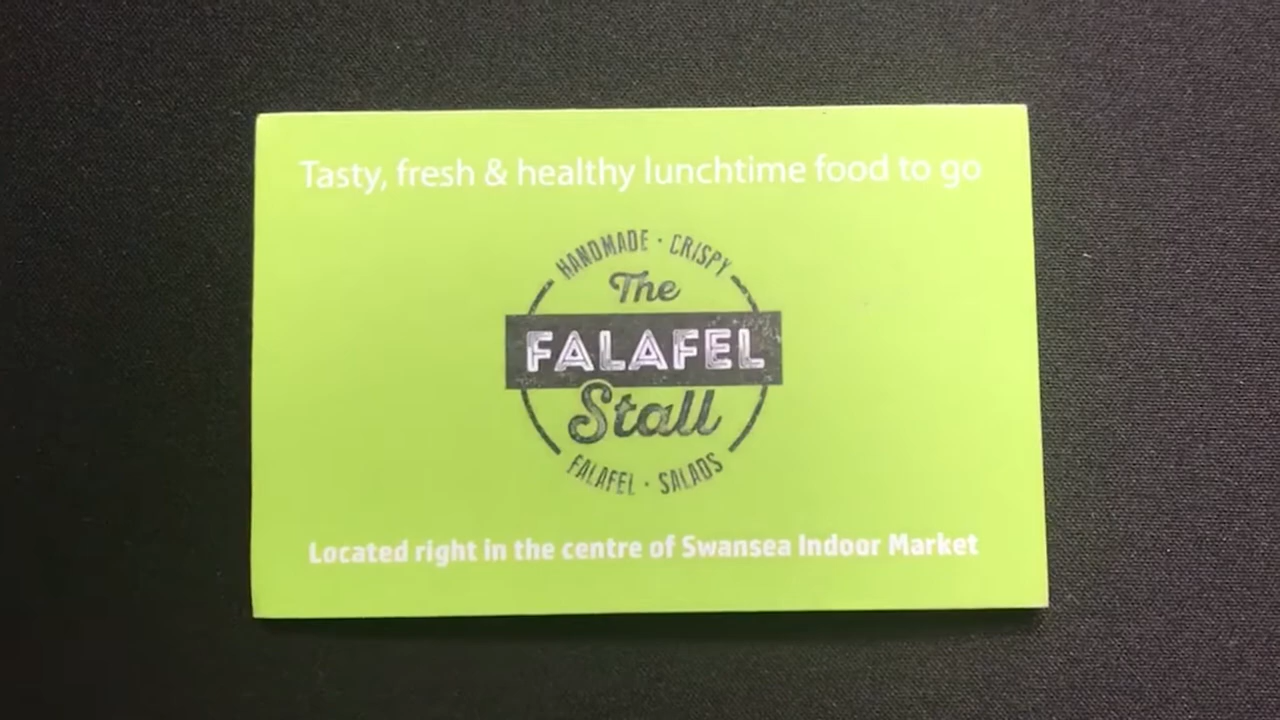 Tasty, fresh & healthy lunchtime food to go
HANDMADE · CRISPY
The
FALAFEL
Stall
FALAFEL · SALADS
Located right in the centre of Swansea Indoor Market